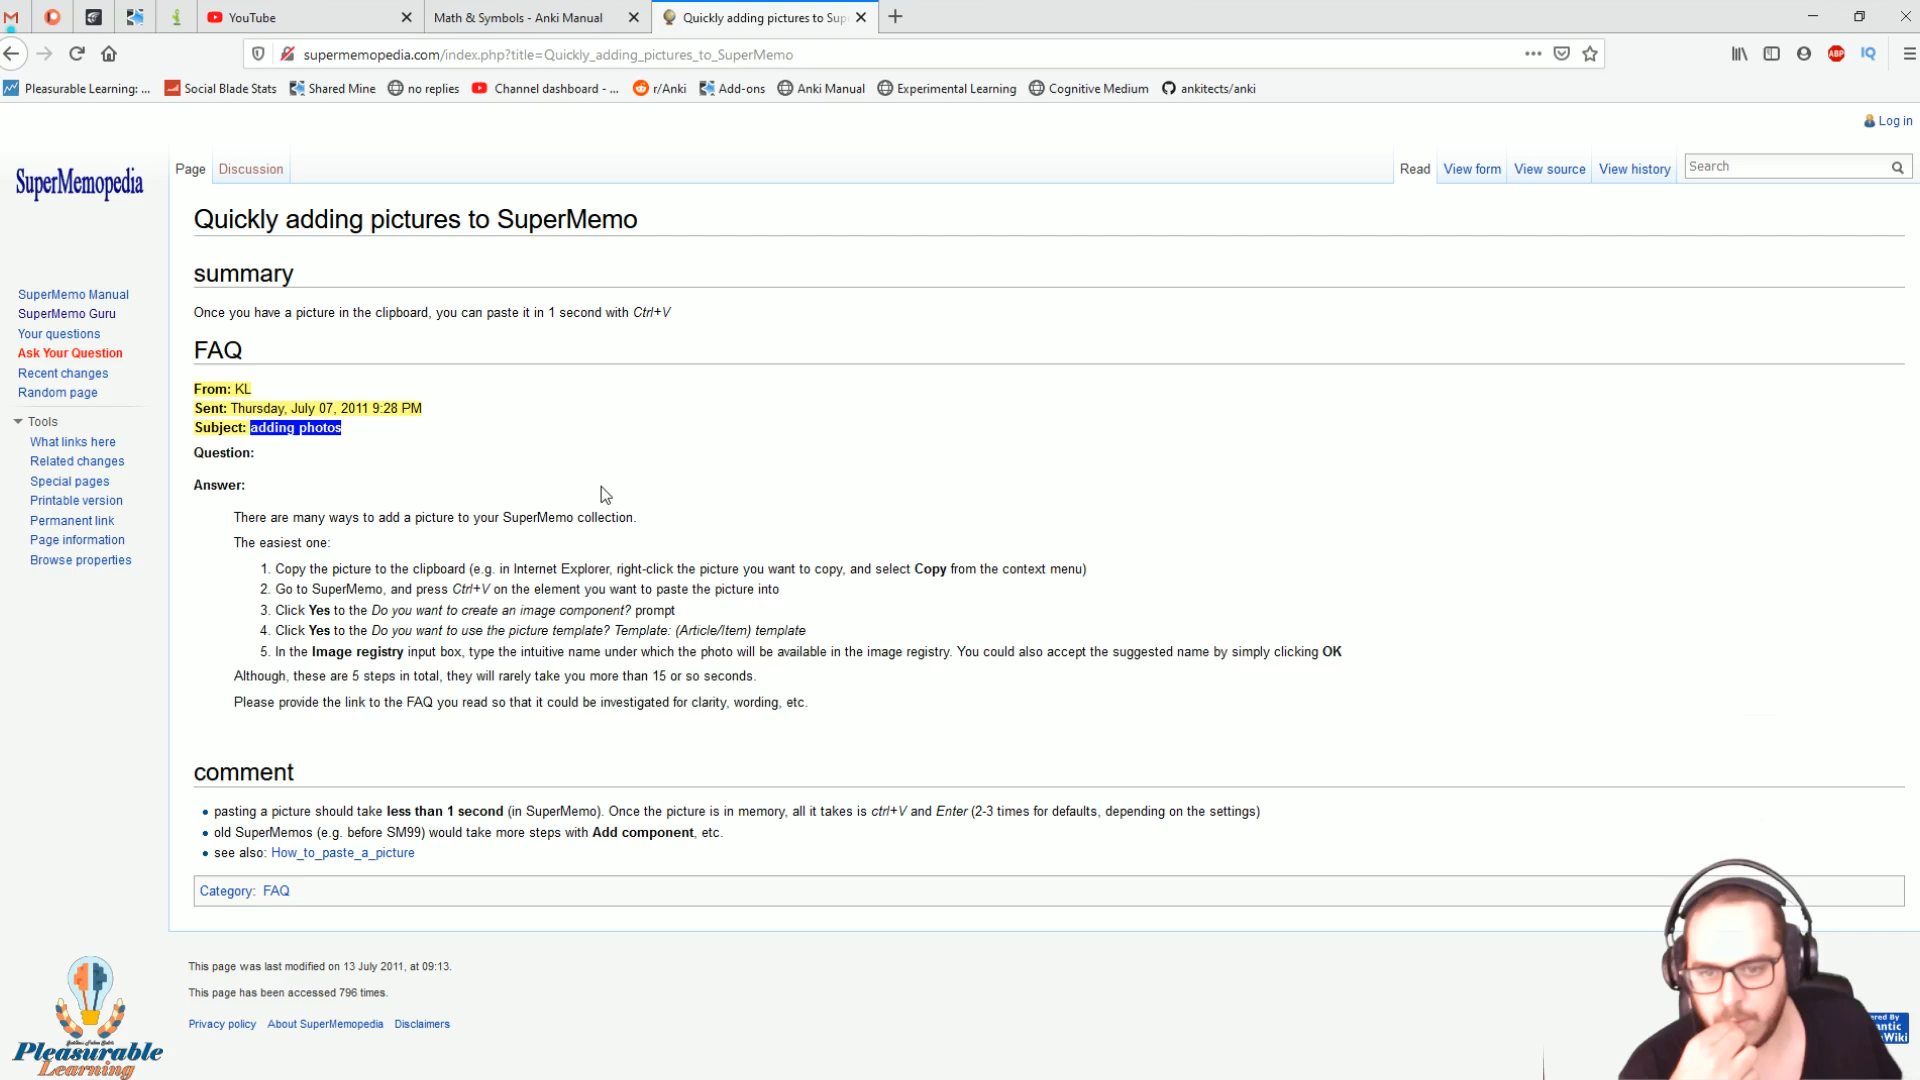 YouTube
Math & Symbols - Anki Manual
Quickly adding pictures to Sup
supermemopedia.com/index.php?title=Quickly_adding_pictures_to_SuperMemo
ABP
IQ
Pleasurable Learning: ...
Social Blade Stats
Shared Mine
no replies
Channel dashboard - ...
r/Anki
Add-ons
Anki Manual
Experimental Learning
Cognitive Medium
ankitects/anki
Log in
SuperMemopedia
Page
Discussion
Read
View form
View source
View history
Search
Quickly adding pictures to SuperMemo
summary
Once you have a picture in the clipboard, you can paste it in 1 second with Ctrl+V
FAQ
From: KL
Sent: Thursday, July 07, 2011 9:28 PM
Subject: adding photos
Question:
Answer:
There are many ways to add a picture to your SuperMemo collection.
The easiest one:
1. Copy the picture to the clipboard (e.g. in Internet Explorer, right-click the picture you want to copy, and select Copy from the context menu)
2. Go to SuperMemo, and press Ctrl+V on the element you want to paste the picture into
3. Click Yes to the Do you want to create an image component? prompt
4. Click Yes to the Do you want to use the picture template? Template: (Article/Item) template
5. In the Image registry input box, type the intuitive name under which the photo will be available in the image registry. You could also accept the suggested name by simply clicking OK
Although, these are 5 steps in total, they will rarely take you more than 15 or so seconds.
Please provide the link to the FAQ you read so that it could be investigated for clarity, wording, etc.
comment
pasting a picture should take less than 1 second (in SuperMemo). Once the picture is in memory, all it takes is ctrl+V and Enter (2-3 times for defaults, depending on the settings)
old SuperMemos (e.g. before SM99) would take more steps with Add component, etc.
see also: How_to_paste_a_picture
Category: FAQ
SuperMemo Manual
SuperMemo Guru
Your questions
Ask Your Question
Recent changes
Random page
Tools
What links here
Related changes
Special pages
Printable version
Permanent link
Page information
Browse properties
This page was last modified on 13 July 2011, at 09:13.
This page has been accessed 796 times.
Privacy policy
About SuperMemopedia
Disclaimers
Pleasurable
Learning
ered By
antic
Wiki